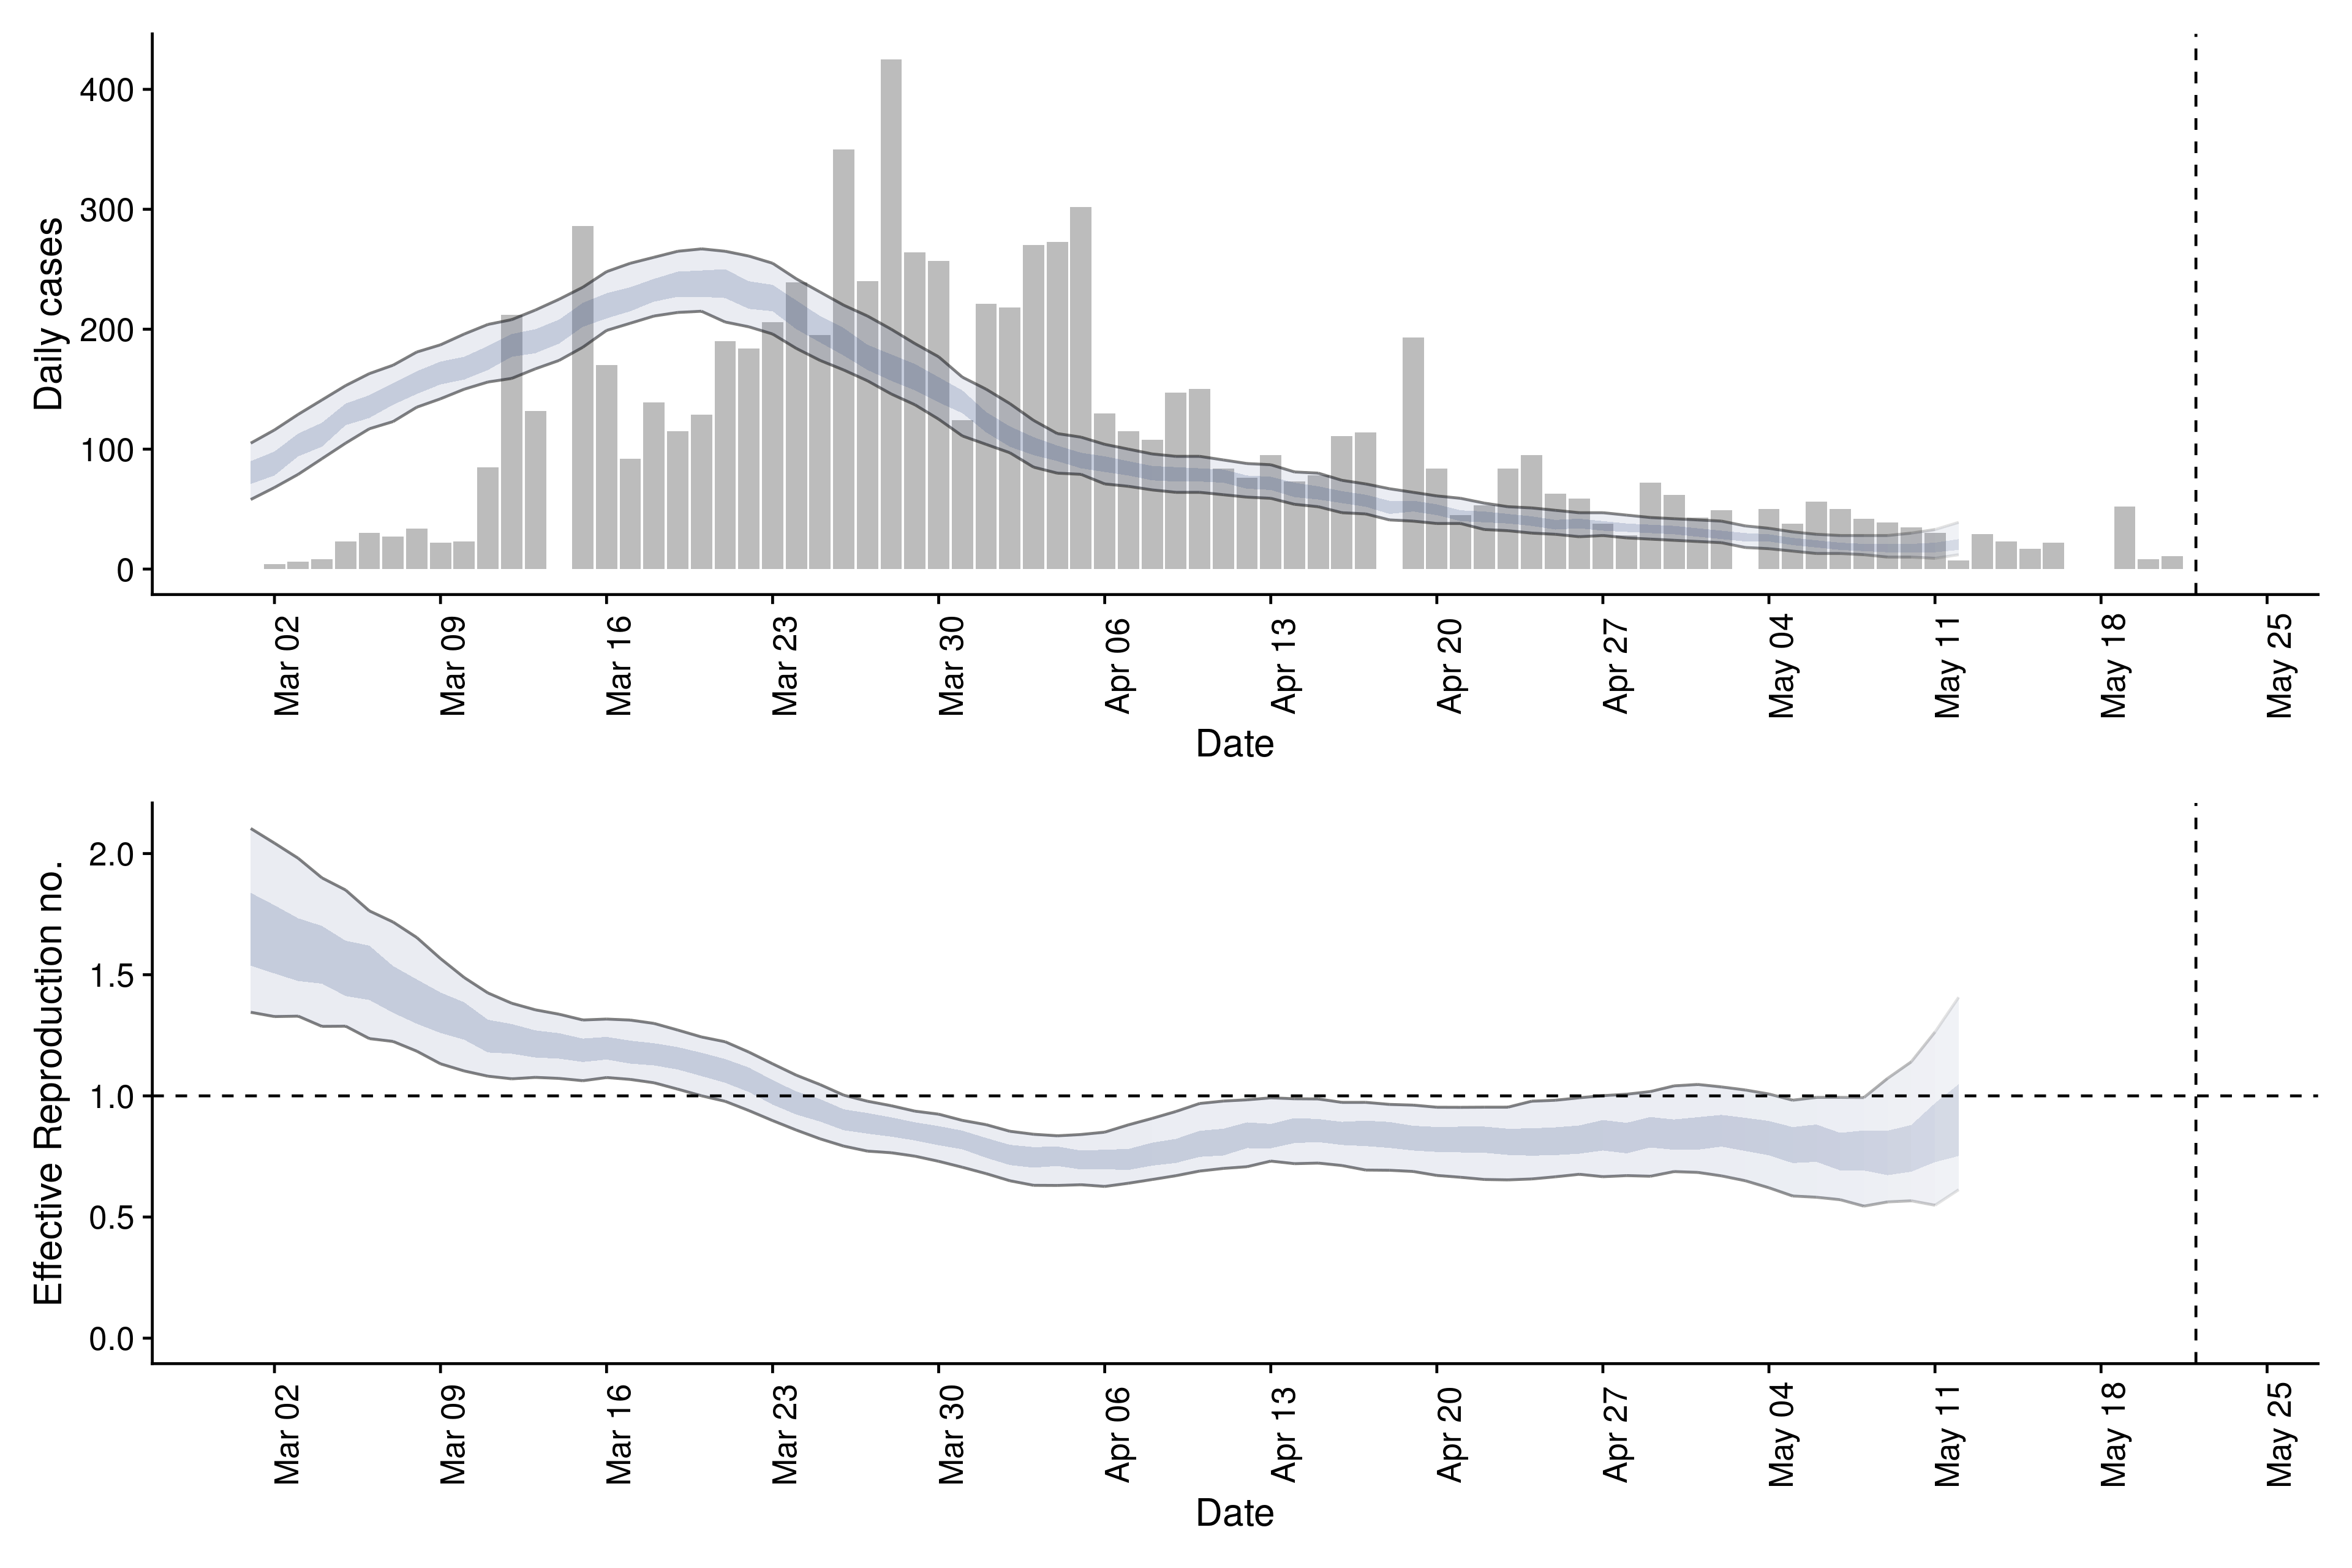 Daily cases
400
300
200
100
0
Mar 02
Mar 09
Mar 16
Mar 23
Mar 30
Apr 06
Apr 13
Apr 20
Apr 27
May 04
May 11
May 18
May 25
Date
Effective Reproduction no.
2.0
1.5
1.0
0.5
0.0
Mar 02
Mar 09
Mar 16
Mar 23
Mar 30
Apr 06
Apr 13
Apr 20
Apr 27
May 04
May 11
May 18
May 25
Date